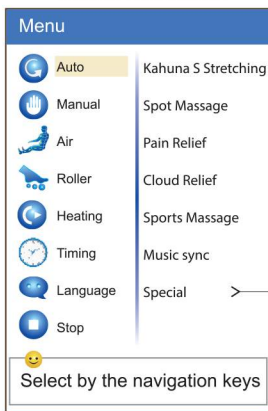 Menu
Auto
Manual
Air
Roller
Heating
Timing
Language
Stop
Kahuna S Stretching
Spot Massage
Pain Relief
Cloud Relief
Sports Massage
Music sync
Special >
Select by the navigation keys